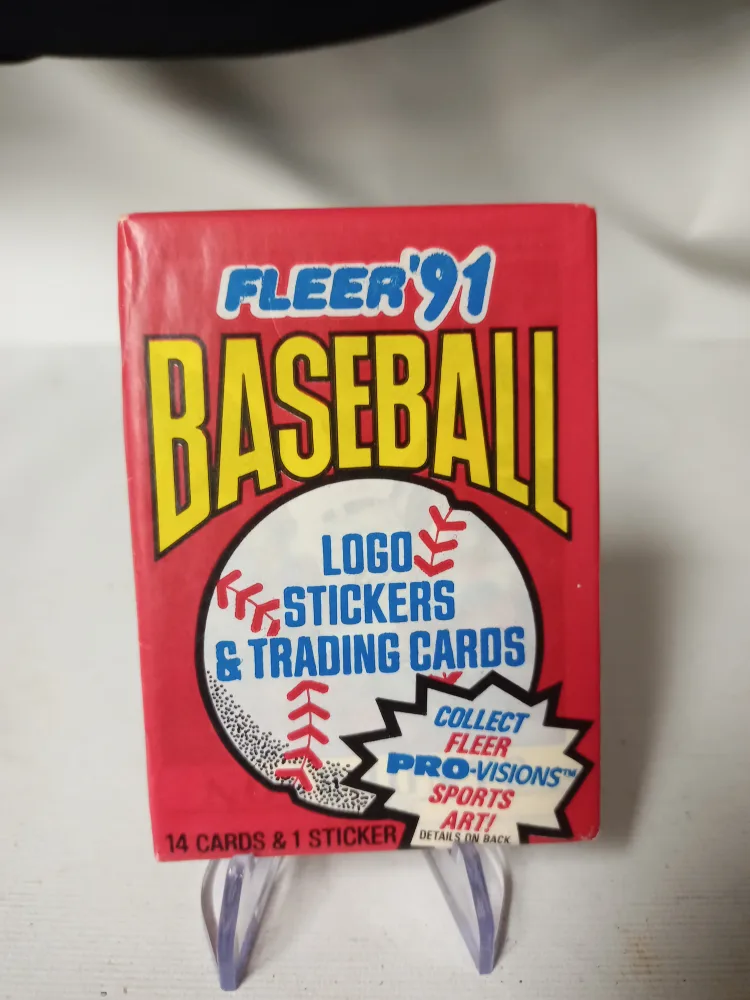 FLEER '91
BASEBALL
LOGO
STICKERS
& TRADING CARDS
COLLECT
FLEER
PRO-VISIONS™
SPORTS
ART!
DETAILS ON BACK
14 CARDS & 1 STICKER